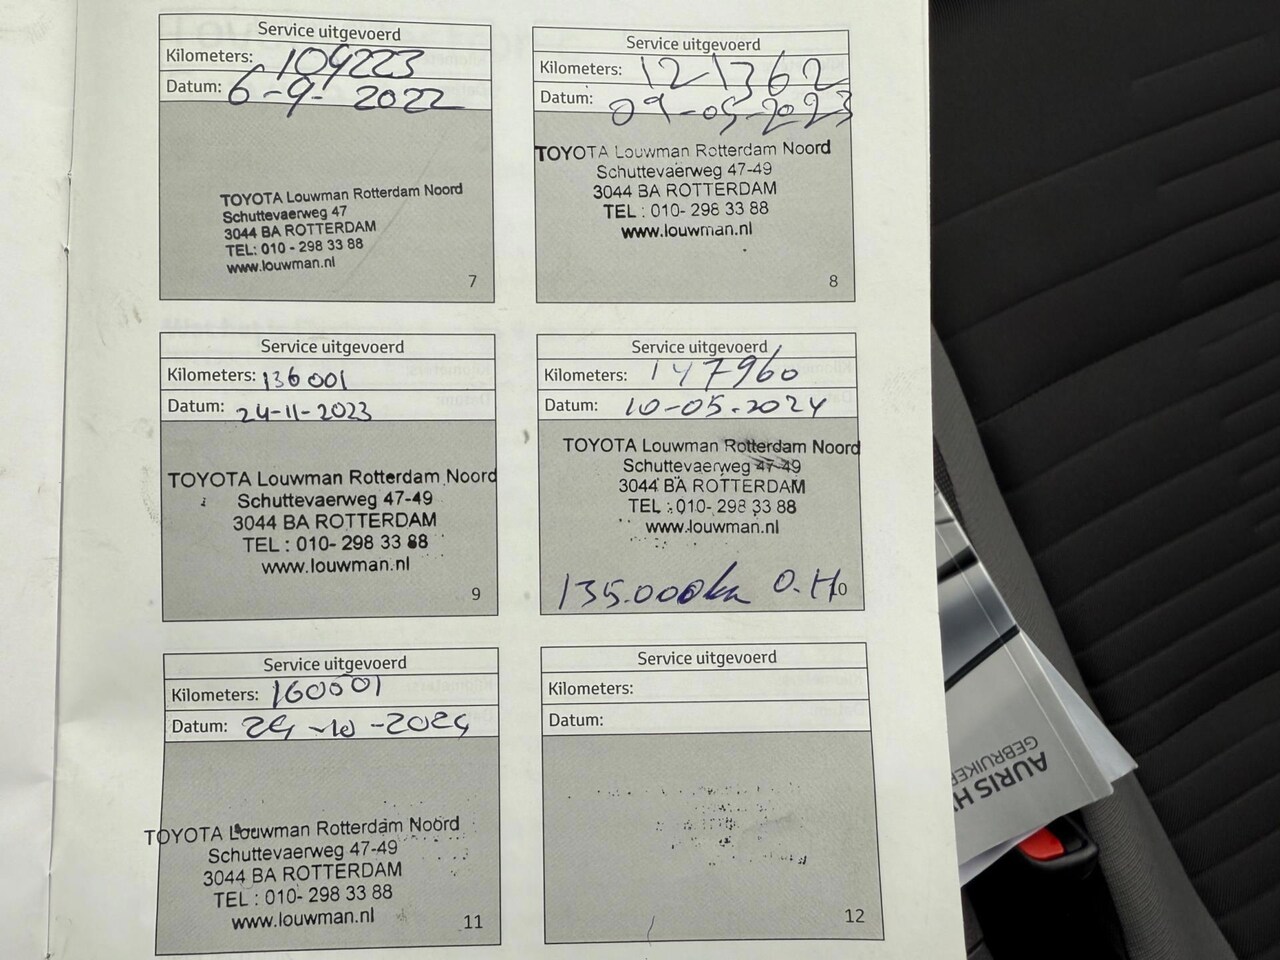 Service uitgevoerd
Kilometers: 109223
Datum: 6-9-2022
TOYOTA Louwman Rotterdam Noord
Schuttevaerweg 47
3044 BA ROTTERDAM
TEL: 010 - 298 33 88
www.louwman.nl
7
Service uitgevoerd
Kilometers: 121362
Datum: 09-05-2023
TOYOTA Louwman Rotterdam Noord
Schuttevaerweg 47-49
3044 BA ROTTERDAM
TEL : 010- 298 33 88
www.louwman.nl
8
Service uitgevoerd
Kilometers: 136001
Datum: 24-11-2023
TOYOTA Louwman Rotterdam Noord
Schuttevaerweg 47-49
3044 BA ROTTERDAM
TEL : 010- 298 33 88
www.louwman.nl
9
Service uitgevoerd
Kilometers: 147960
Datum: 10-05-2024
TOYOTA Louwman Rotterdam Noord
Schuttevaerweg 47-49
3044 BA ROTTERDAM
TEL : 010- 298 33 88
www.louwman.nl
135.000km O.H
10
Service uitgevoerd
Kilometers: 160001
Datum: 24-10-2024
TOYOTA Louwman Rotterdam Noord
Schuttevaerweg 47-49
3044 BA ROTTERDAM
TEL : 010- 298 33 88
www.louwman.nl
11
Service uitgevoerd
Kilometers:
Datum:
12
AURIS